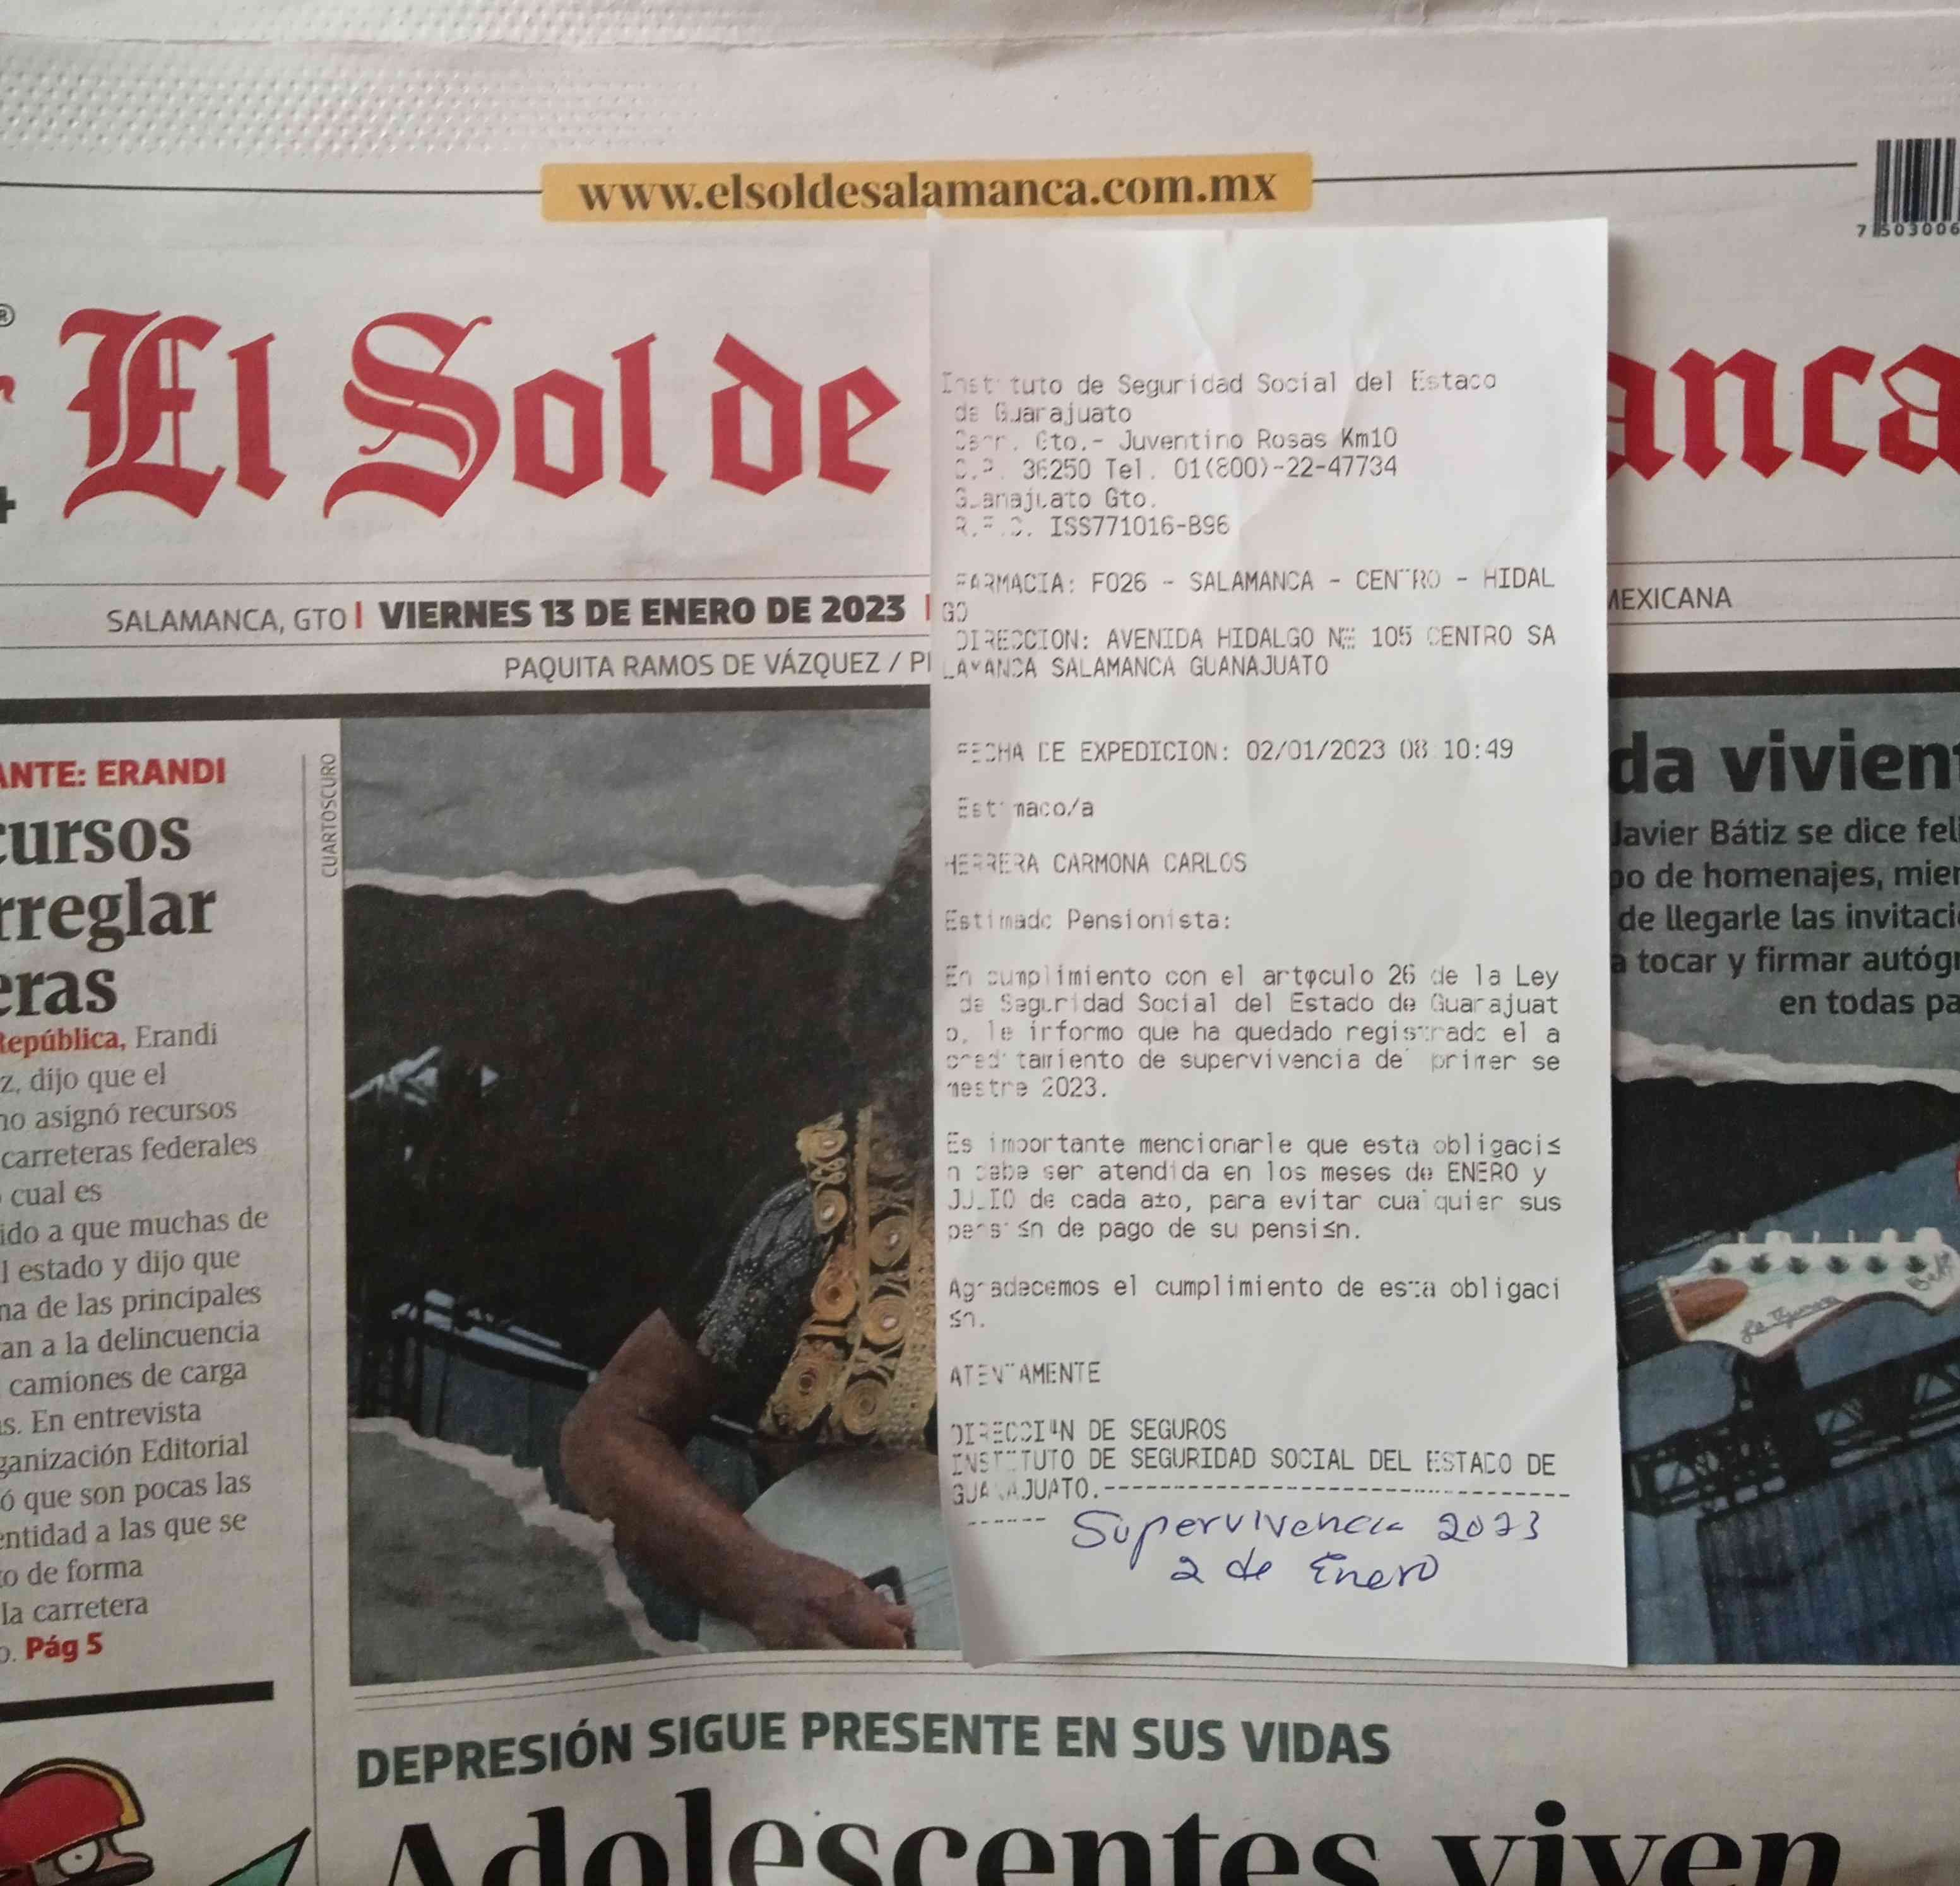 www.elsoldesalamanca.com.mx
7 503006
®
El Sol de
anca
SALAMANCA, GTO | VIERNES 13 DE ENERO DE 2023 |
MEXICANA
PAQUITA RAMOS DE VÁZQUEZ / P
ANTE: ERANDI
cursos
rreglar
eras
República, Erandi
z, dijo que el
no asignó recursos
carreteras federales
cual es
ido a que muchas de
l estado y dijo que
na de las principales
an a la delincuencia
camiones de carga
s. En entrevista
ganización Editorial
ó que son pocas las
entidad a las que se
o de forma
la carretera
o. Pág 5
CUARTOSCURO
Instituto de Seguridad Social del Estado
de Guanajuato
Carr. Gto.- Juventino Rosas Km10
C.P. 36250 Tel. 01(800)-22-47734
Guanajuato Gto.
R.F.C. ISS771016-B96
FARMACIA: F026 - SALAMANCA - CENTRO - HIDAL
GO
DIRECCION: AVENIDA HIDALGO 105 CENTRO SA
LAMANCA SALAMANCA GUANAJUATO
FECHA DE EXPEDICION: 02/01/2023 08:10:49
Estimado/a
HERRERA CARMONA CARLOS
Estimado Pensionista:
En cumplimiento con el artφculo 26 de la Ley
de Seguridad Social del Estado de Guanajuat
o, le informo que ha quedado registrado el a
creditamiento de supervivencia del primer se
mestre 2023.
Es importante mencionarle que esta obligaci≤
n debe ser atendida en los meses de ENERO y
JULIO de cada a±o, para evitar cualquier sus
pensi≤n de pago de su pensi≤n.
Agradecemos el cumplimiento de esta obligaci
≤n.
ATENTAMENTE
DE SEGUROS
INSTITUTO DE SEGURIDAD SOCIAL DEL ESTADO DE
GUANAJUATO.----------------------------------
------
Supervivencia 2023
2 de Enero
da vivien
Javier Bátiz se dice feli
po de homenajes, mien
de llegarle las invitaci
a tocar y firmar autógr
en todas pa
DEPRESIÓN SIGUE PRESENTE EN SUS VIDAS
Adolescentes viven